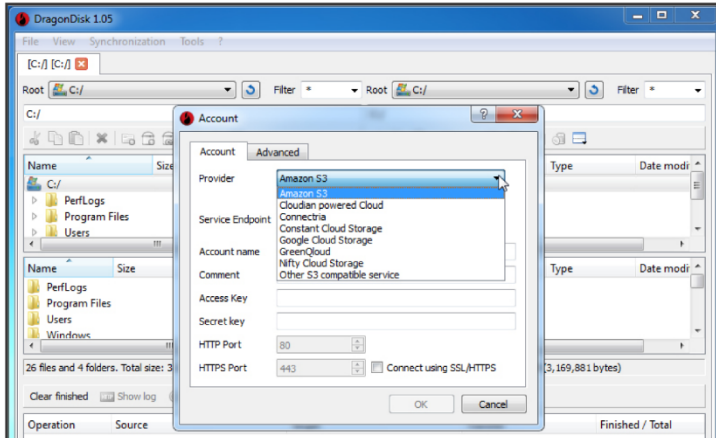 DragonDisk 1.05
File View Synchronization Tools ?
[C:/] [C:/]
Root C:/ Filter * Root C:/ Filter *
C:/
Account
Account Advanced
Name Size Type Date modi
Provider Amazon S3
C:/
Amazon S3
PerfLogs
Cloudian powered Cloud
Program Files
Connectria
Service Endpoint
Constant Cloud Storage
Users
Google Cloud Storage
Account name
GreenQloud
Nifty Cloud Storage
Name Size Type Date modi
Comment
Other S3 compatible service
PerfLogs
Program Files
Access Key
Users
Secret key
Windows
HTTP Port 80
26 files and 4 folders. Total size: 3
HTTPS Port 443 Connect using SSL/HTTPS
(3,169,881 bytes)
Clear finished Show log
OK Cancel
Operation Source Finished / Total